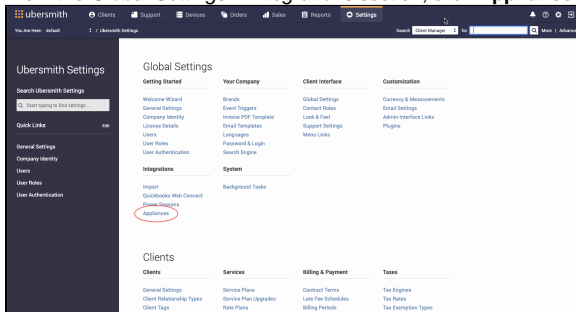 ubersmith
Clients
Support
Devices
Orders
Sales
Reports
Settings
You Are Here: default
/ Ubersmith Settings
Search
Client Manager
for
More | Advanced
Ubersmith Settings
Search Ubersmith Settings
Start typing to find settings...
Quick Links
Edit
General Settings
Company Identity
Users
User Roles
User Authentication
Global Settings
Getting Started
Welcome Wizard
General Settings
Company Identity
License Details
Users
User Roles
User Authentication
Your Company
Brands
Event Triggers
Invoice PDF Template
Email Templates
Languages
Password & Login
Search Engine
Client Interface
Global Settings
Contact Roles
Look & Feel
Support Settings
Menu Links
Customization
Currency & Measurements
Email Settings
Admin Interface Links
Plugins
Integrations
Import
Quickbooks Web Connect
Power Sessions
Appliances
System
Background Tasks
Clients
Clients
General Settings
Client Relationship Types
Client Tags
Services
Service Plans
Service Plan Upgrades
Rate Plans
Billing & Payment
Contract Terms
Late Fee Schedules
Billing Periods
Taxes
Tax Engines
Tax Rates
Tax Exemption Types